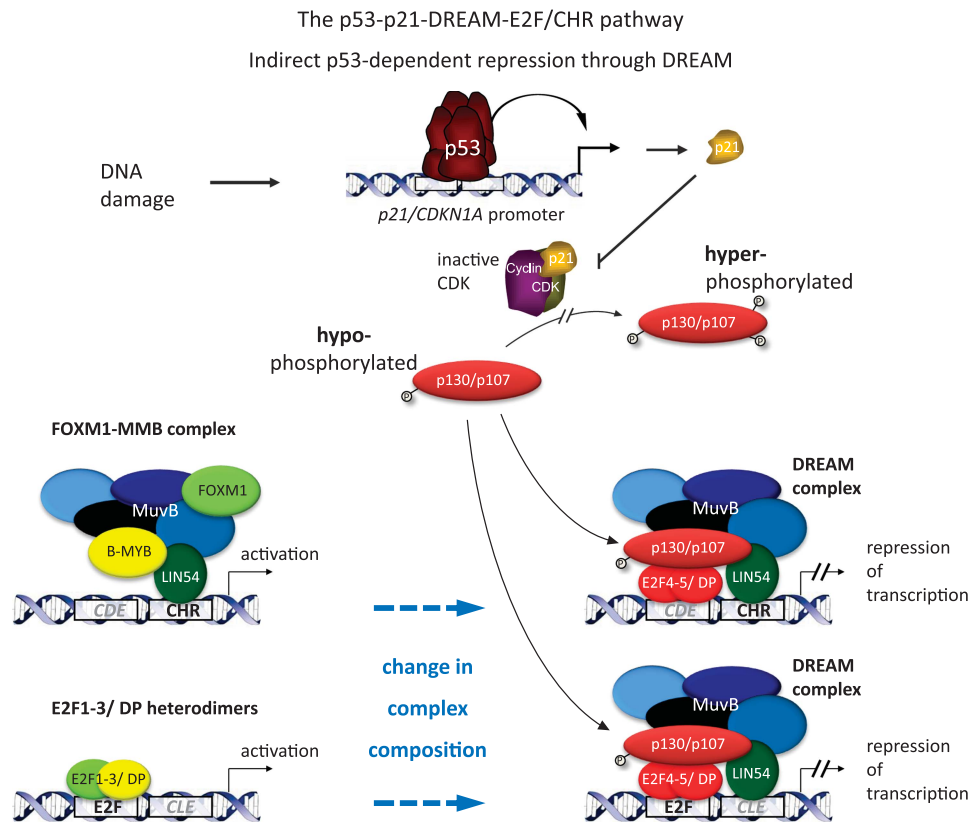 The p53-p21-DREAM-E2F/CHR pathway
Indirect p53-dependent repression through DREAM
p53
p21
DNA
damage
p21/CDKN1A promoter
inactive
CDK
Cyclin
p21
CDK
hyper-
phosphorylated
P
p130/p107
P
P
hypo-
phosphorylated
p130/p107
P
FOXM1-MMB complex
FOXM1
MuvB
B-MYB
LIN54
activation
CDE
CHR
DREAM
complex
MuvB
p130/p107
P
E2F4-5/ DP
LIN54
repression
of
transcription
CDE
CHR
change in
complex
composition
E2F1-3/ DP heterodimers
activation
E2F1-3/ DP
E2F
CLE
DREAM
complex
MuvB
p130/p107
P
E2F4-5/ DP
LIN54
repression
of
transcription
E2F
CLE